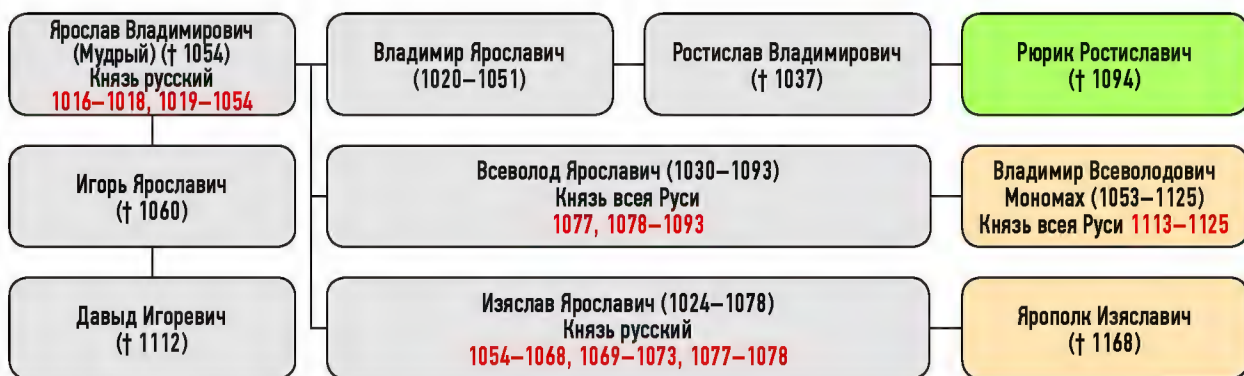 Ярослав Владимирович
(Мудрый) († 1054)
Князь русский
1016–1018, 1019–1054
Владимир Ярославич
(1020–1051)
Ростислав Владимирович
(† 1037)
Рюрик Ростиславич
(† 1094)
Игорь Ярославич
(† 1060)
Всеволод Ярославич (1030–1093)
Князь всея Руси
1077, 1078–1093
Владимир Всеволодович
Мономах (1053–1125)
Князь всея Руси 1113–1125
Давыд Игоревич
(† 1112)
Изяслав Ярославич (1024–1078)
Князь русский
1054–1068, 1069–1073, 1077–1078
Ярополк Изяславич
(† 1168)